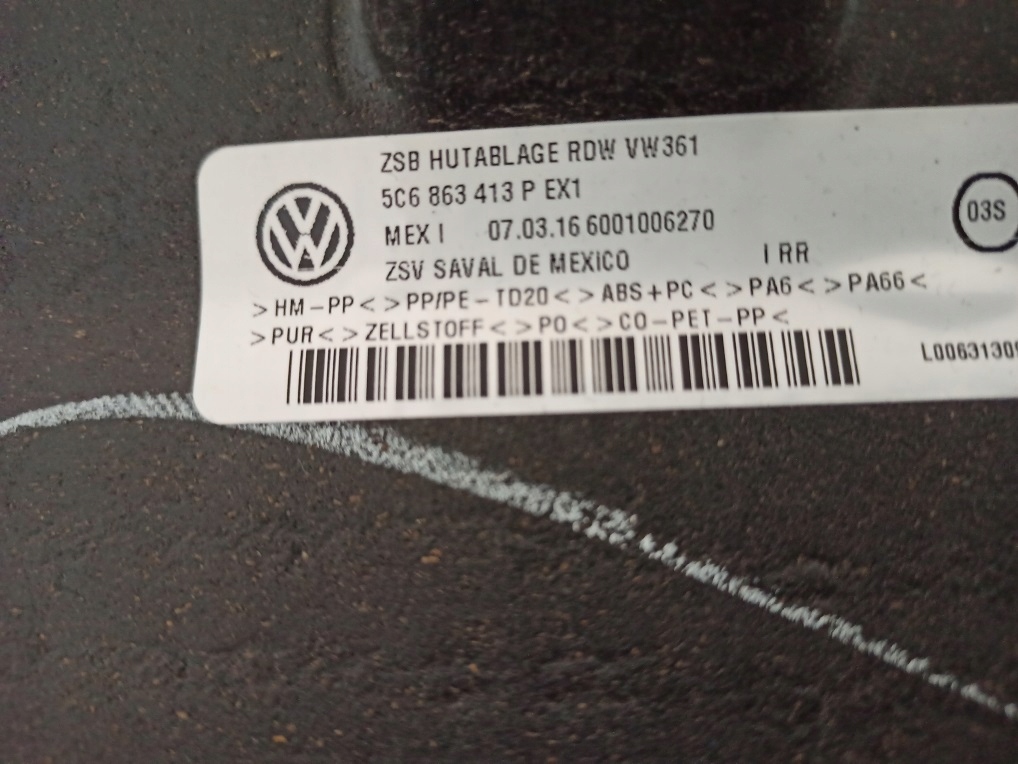 ZSB HUTABLAGE RDW VW361
5C6 863 413 P EX1
MEX I 07.03.16 6001006270
03S
ZSV SAVAL DE MEXICO I RR
>HM-PP< >PP/PE-TD20< >ABS+PC< >PA6< >PA66<
>PUR< >ZELLSTOFF< >PO< >CO-PET-PP<
L00631309